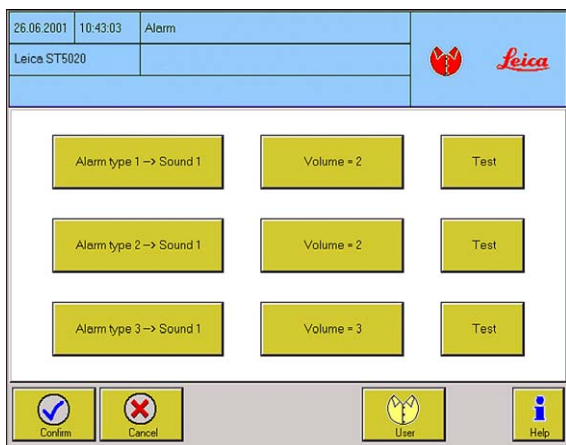 26.06.2001 10:43:03 Alarm
Leica ST5020
Leica
Alarm type 1 -> Sound 1 Volume = 2 Test
Alarm type 2 -> Sound 1 Volume = 2 Test
Alarm type 3 -> Sound 1 Volume = 3 Test
Confirm Cancel User Help